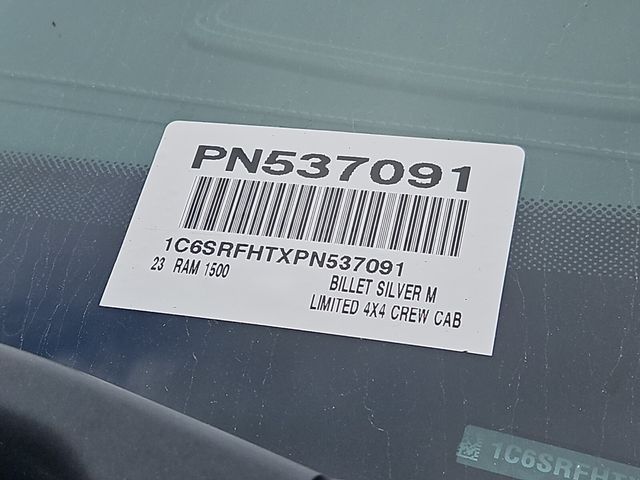 PN537091
1C6SRFHTXPN537091
23 RAM 1500
BILLET SILVER M
LIMITED 4X4 CREW CAB
1C6SRFHT